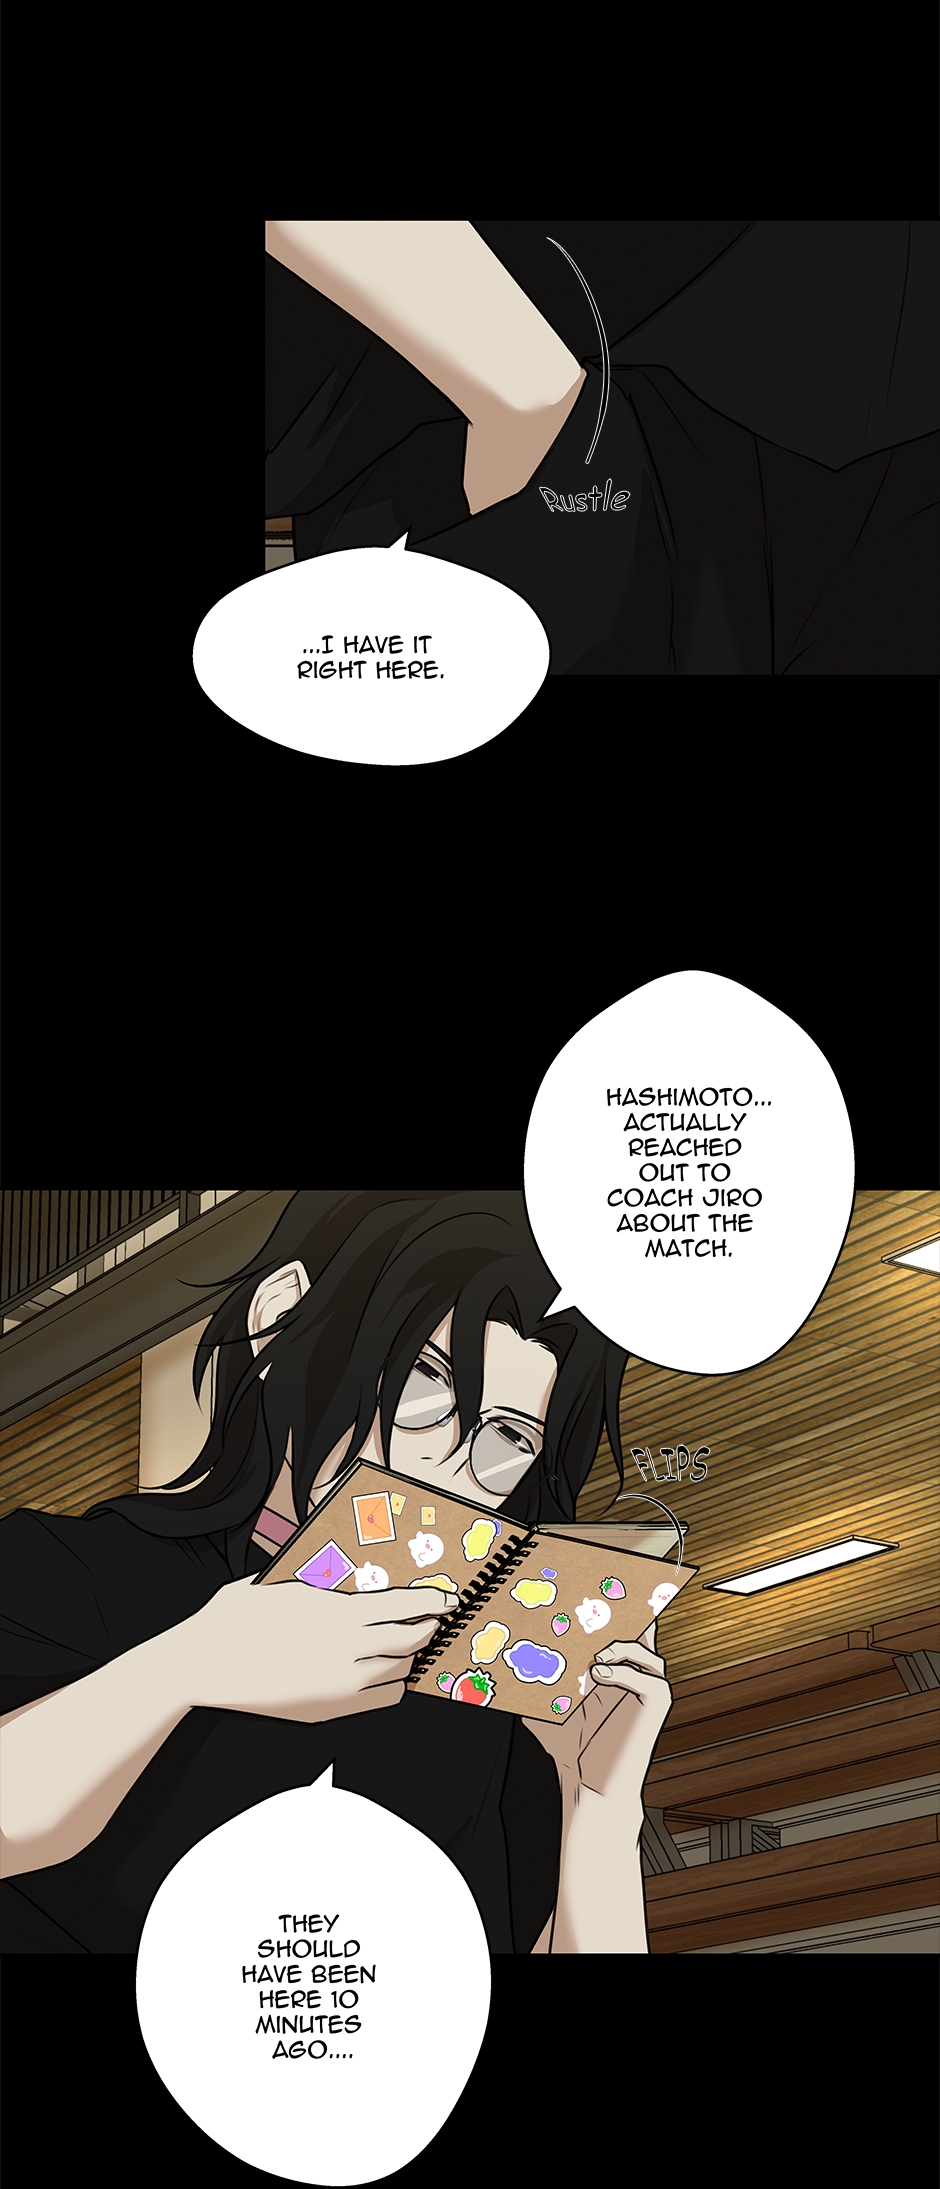 Rustle
...I HAVE IT
RIGHT HERE.
HASHIMOTO...
ACTUALLY
REACHED
OUT TO
COACH JIRO
ABOUT THE
MATCH.
FLIPS
THEY
SHOULD
HAVE BEEN
HERE 10
MINUTES
AGO....